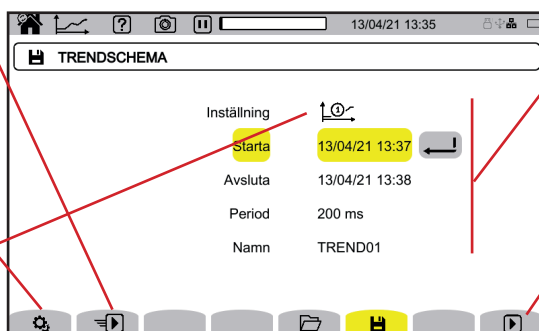 13/04/21 13:35
TRENDSCHEMA
Inställning 1
Starta 13/04/21 13:37
Avsluta 13/04/21 13:38
Period 200 ms
Namn TREND01